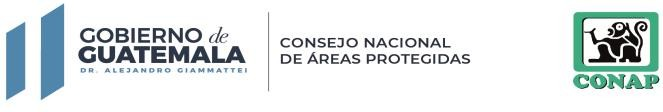 GOBIERNO de
GUATEMALA
DR. ALEJANDRO GIAMMATTEI
CONSEJO NACIONAL
DE ÁREAS PROTEGIDAS
CONAP